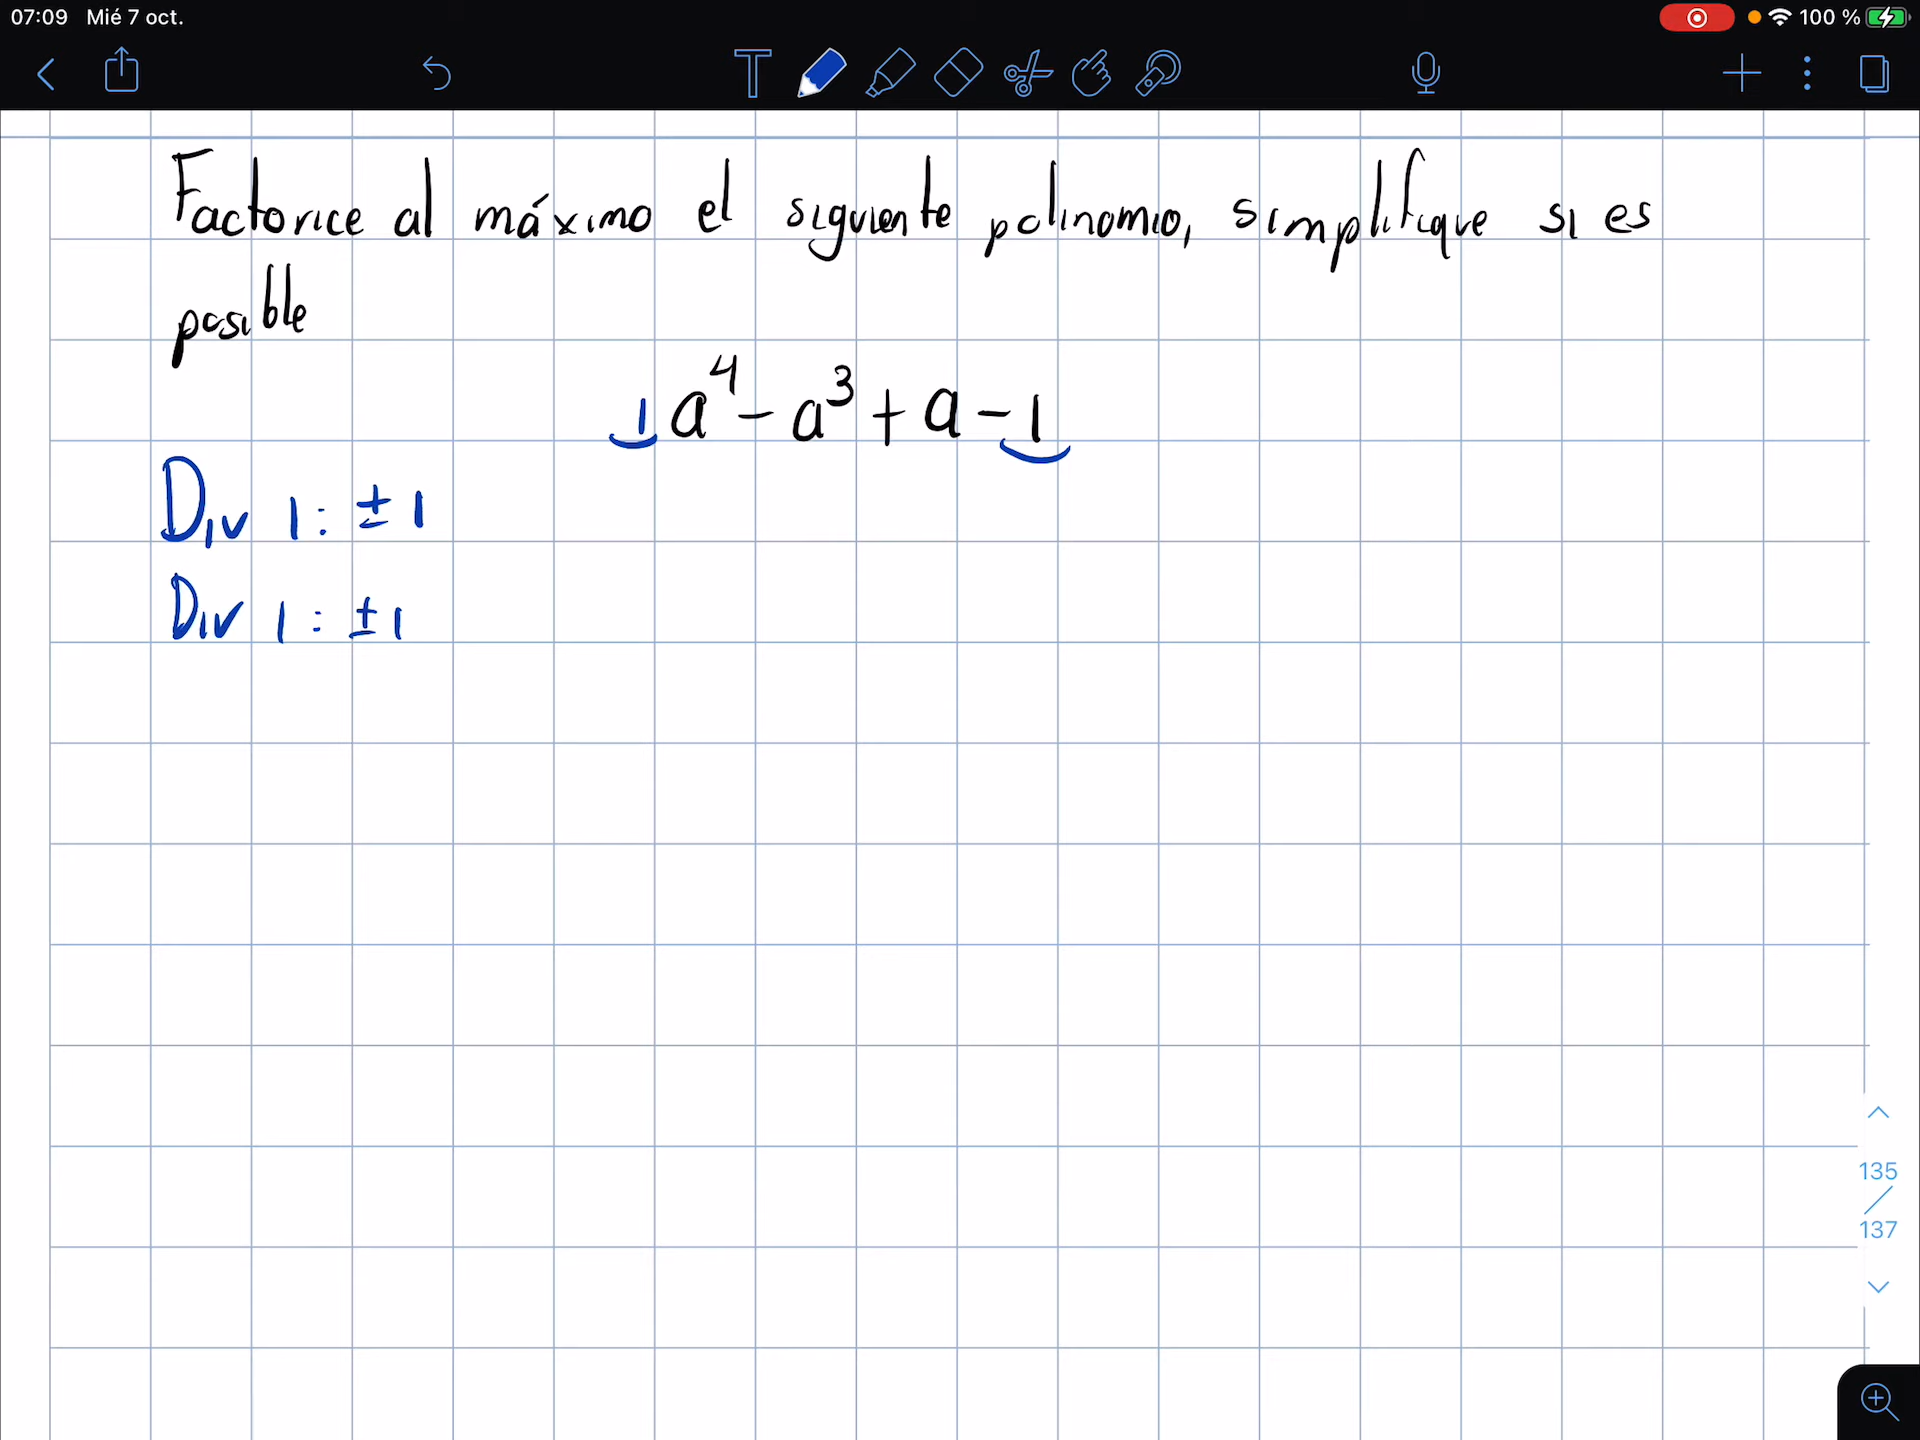 07:09 Mié 7 oct. 100 %
T
Factorice al máximo el siguiente polinomio, simplifique si es
posible
1a⁴ - a³ + a - 1
Div 1: ± 1
Div 1: ± 1
135
137